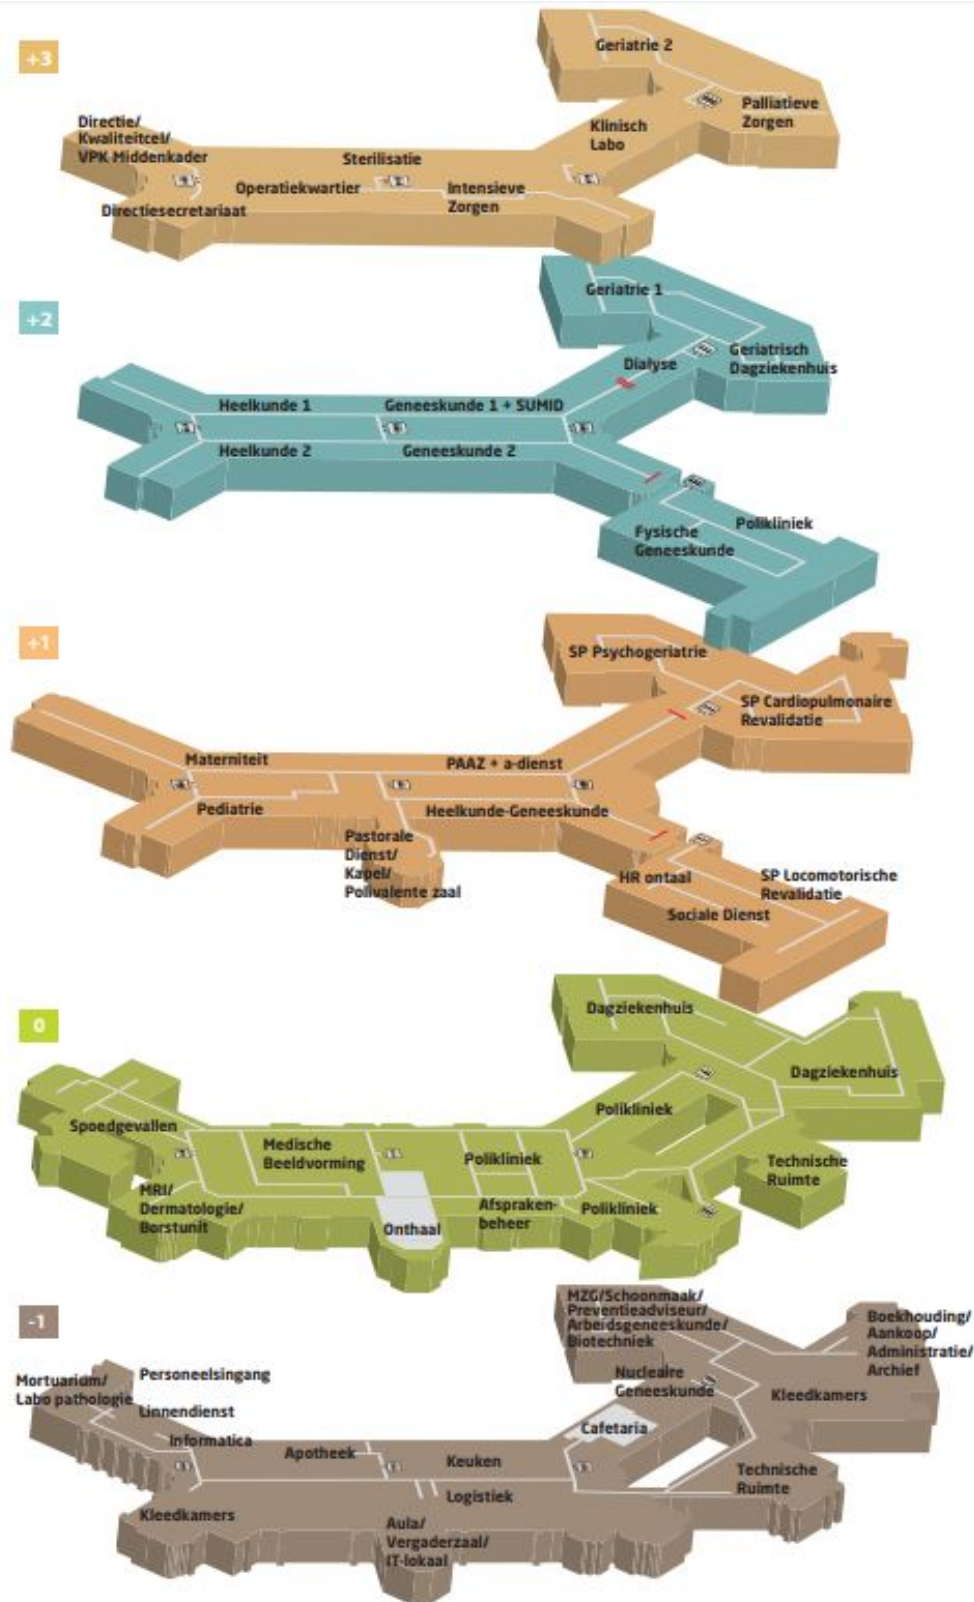 +3
Geriatrie 2
Palliatieve
Zorgen
Klinisch
Labo
Directie/
Kwaliteitcel/
VPK Middenkader
Sterilisatie
Operatiekwartier
Intensieve
Zorgen
Directiesecretariaat
+2
Geriatrie 1
Geriatrisch
Dagziekenhuis
Dialyse
Heelkunde 1
Geneeskunde 1 + SUMID
Heelkunde 2
Geneeskunde 2
Polikliniek
Fysische
Geneeskunde
+1
SP Psychogeriatrie
SP Cardiopulmonaire
Revalidatie
Materniteit
PAAZ + a-dienst
Pediatrie
Heelkunde-Geneeskunde
Pastorale
Dienst/
Kapel/
Polivalente zaal
HR ontaal
SP Locomotorische
Revalidatie
Sociale Dienst
0
Dagziekenhuis
Dagziekenhuis
Polikliniek
Spoedgevallen
Medische
Beeldvorming
Polikliniek
Technische
Ruimte
MRI/
Dermatologie/
Borstunit
Afspraken-
beheer
Polikliniek
Onthaal
-1
MZG/Schoonmaak/
Preventieadviseur/
Arbeidsgeneeskunde/
Biotechniek
Boekhouding/
Aankoop/
Administratie/
Archief
Nucleaire
Geneeskunde
Kleedkamers
Mortuarium/
Labo pathologie
Personeelsingang
Linnendienst
Informatica
Apotheek
Keuken
Cafetaria
Technische
Ruimte
Logistiek
Kleedkamers
Aula/
Vergaderzaal/
IT-lokaal